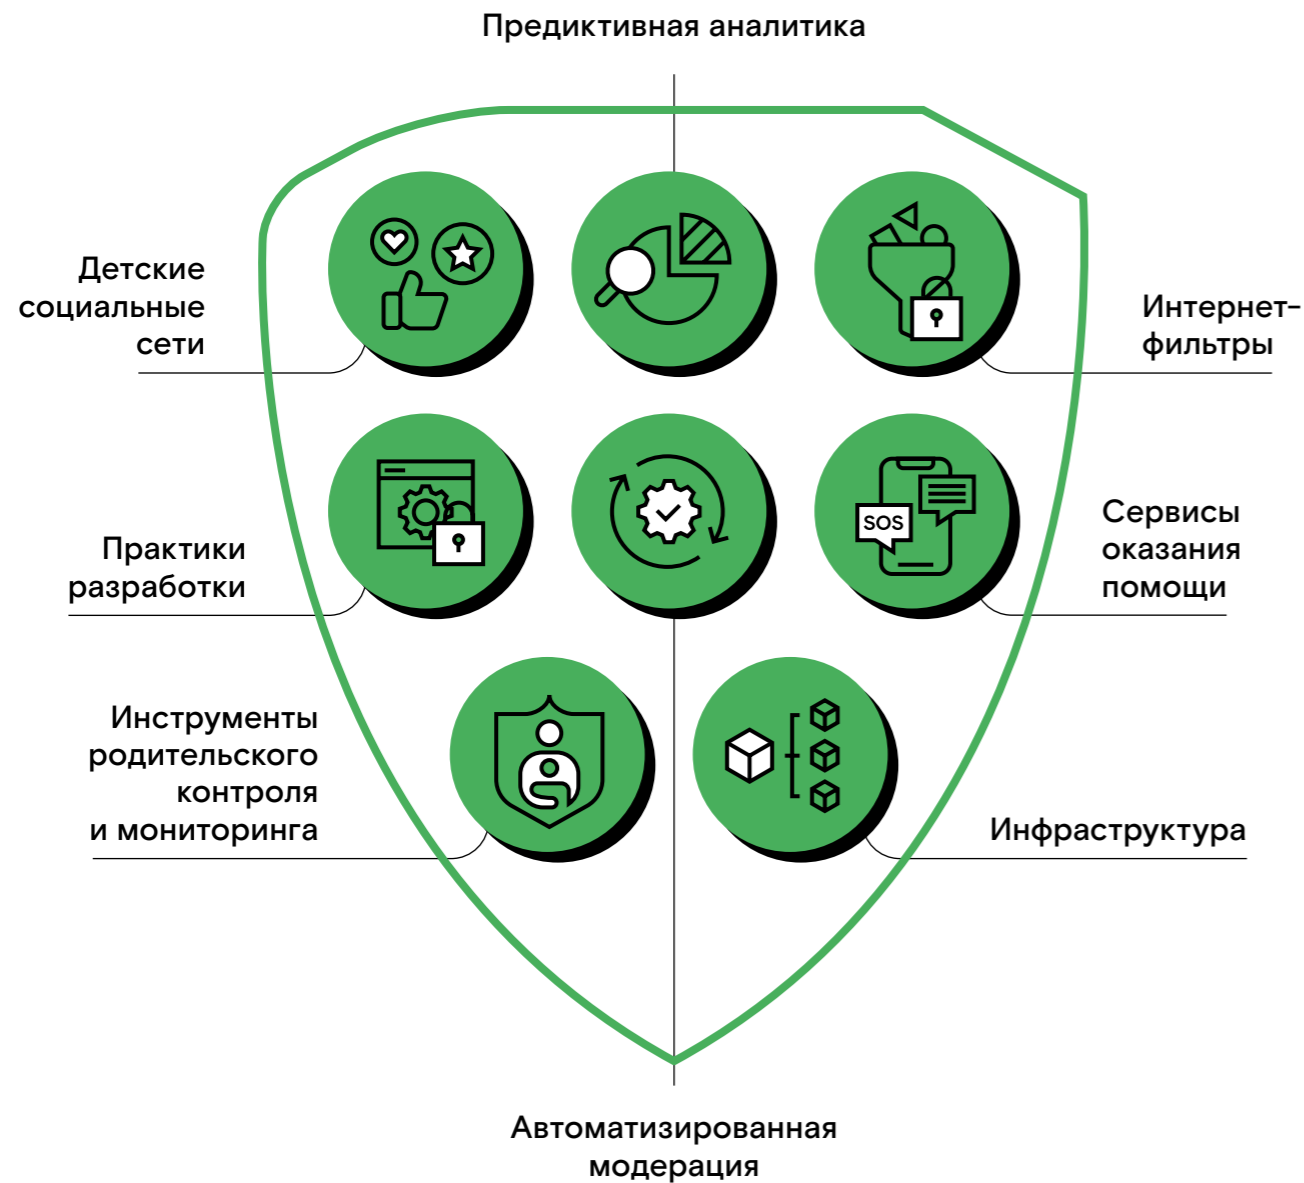 Предиктивная аналитика
Детские
социальные
сети
Интернет-
фильтры
Практики
разработки
SOS
Сервисы
оказания
помощи
Инструменты
родительского
контроля
и мониторинга
Инфраструктура
Автоматизированная
модерация